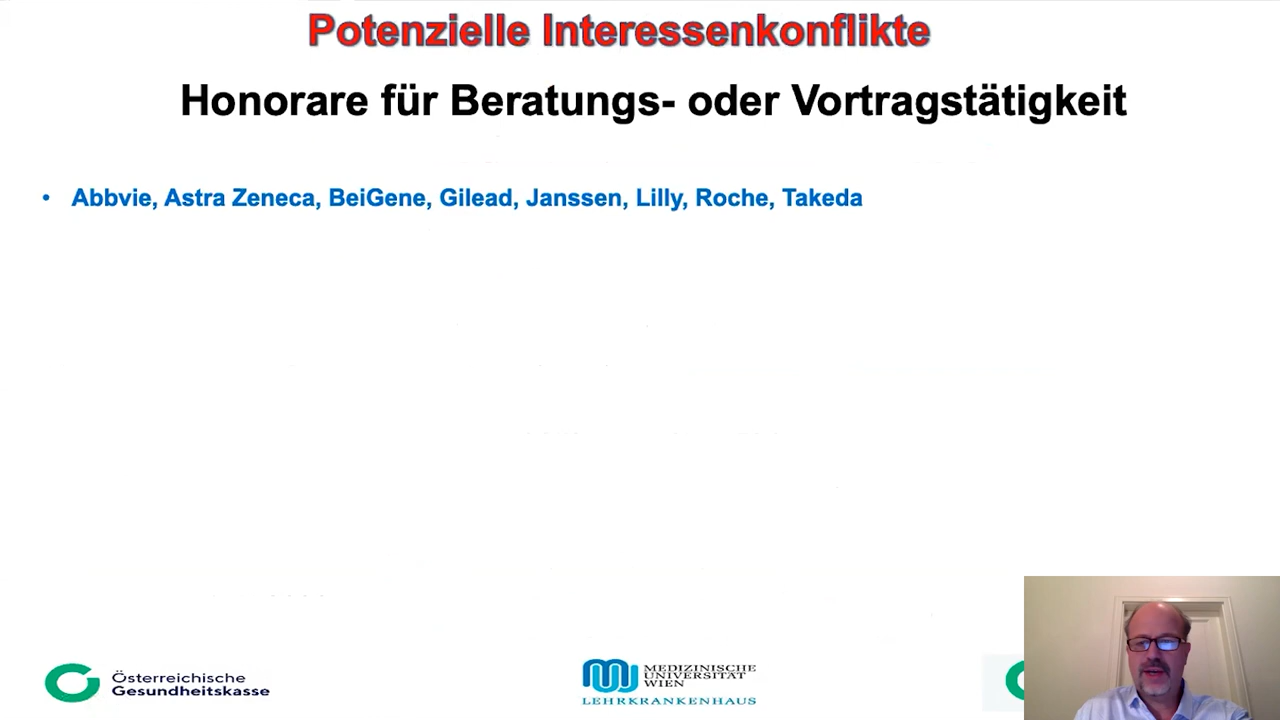 Potenzielle Interessenkonflikte
Honorare für Beratungs- oder Vortragstätigkeit
• Abbvie, Astra Zeneca, BeiGene, Gilead, Janssen, Lilly, Roche, Takeda
Österreichische
Gesundheitskasse
MEDIZINISCHE
UNIVERSITÄT
WIEN
LEHRKRANKENHAUS